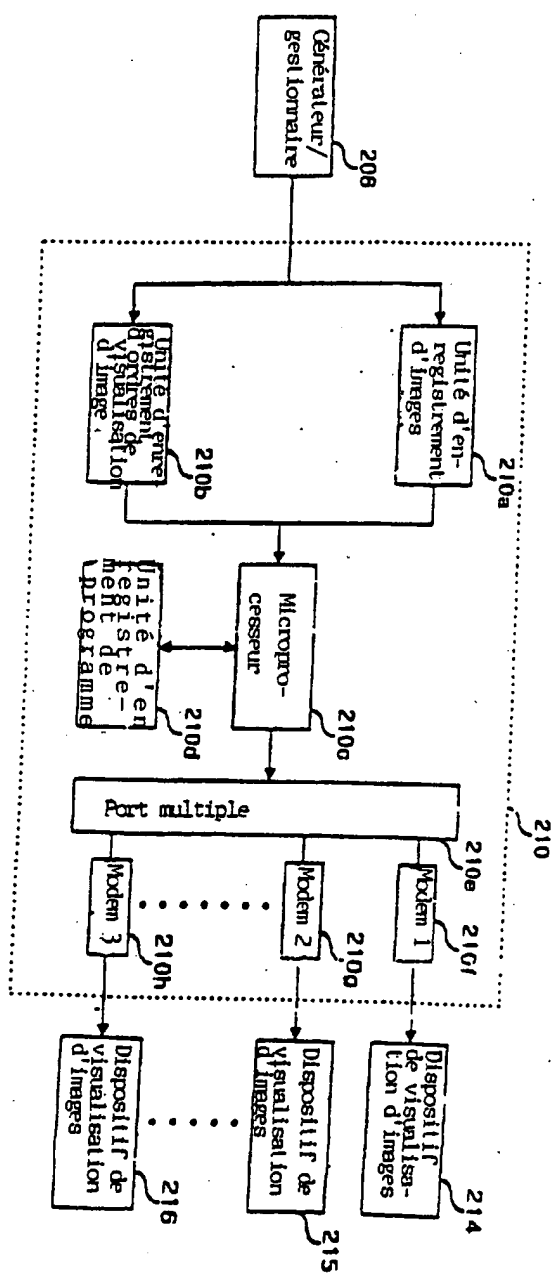 Générateur/
gestionnaire
208
210
Unité d'en-
registrement
d'images
210a
Unité d'enre
gistrement
d'ordres de
visualisation
d'image
210b
Micropro-
cesseur
210c
Unité d'en
registre-
ment de
programme
210d
Port multiple
210e
Modem 1
210f
Modem 2
210g
Modem 3
210h
Dispositif
de visualisa-
tion d'images
214
Dispositif de
visualisation
d'images
215
Dispositif de
visualisation
d'images
216